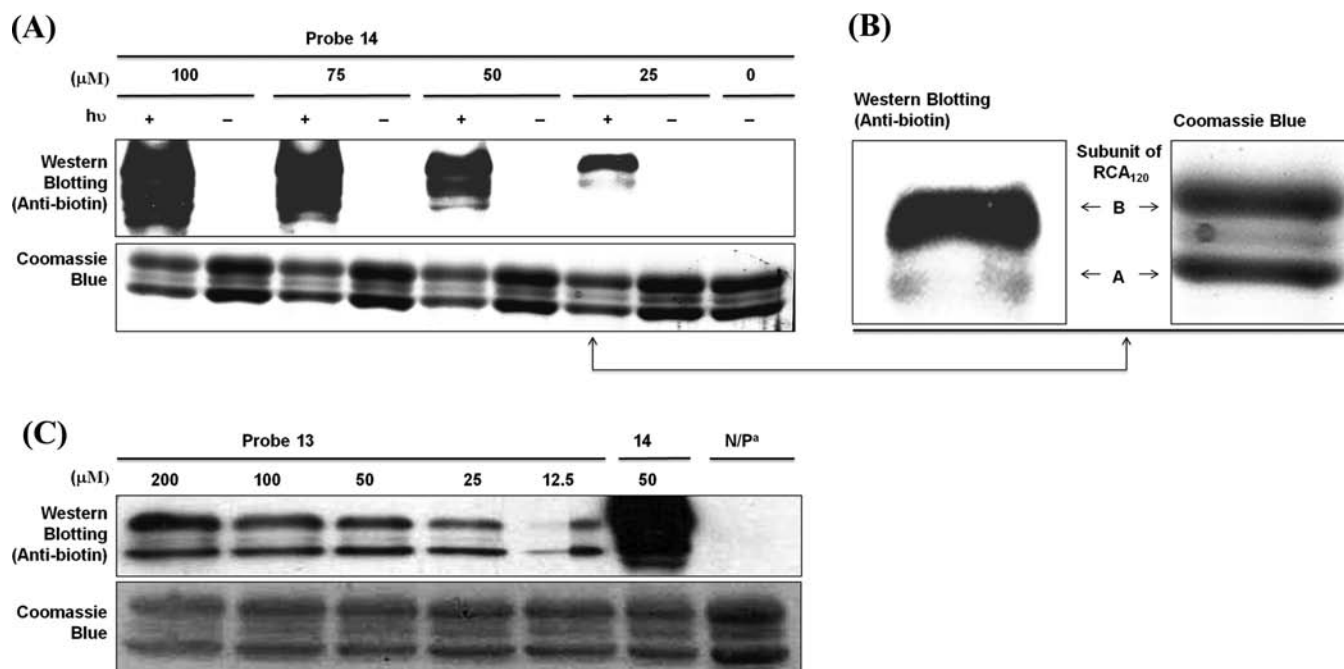 (A)
Probe 14
(μM) 100 75 50 25 0
hυ + − + − + − + − −
Western
Blotting
(Anti-biotin)
Coomassie
Blue
(B)
Western Blotting
(Anti-biotin)
Subunit of
RCA₁₂₀
Coomassie Blue
← B →
← A →
(C)
Probe 13 14 N/Pᵃ
(μM) 200 100 50 25 12.5 50
Western
Blotting
(Anti-biotin)
Coomassie
Blue